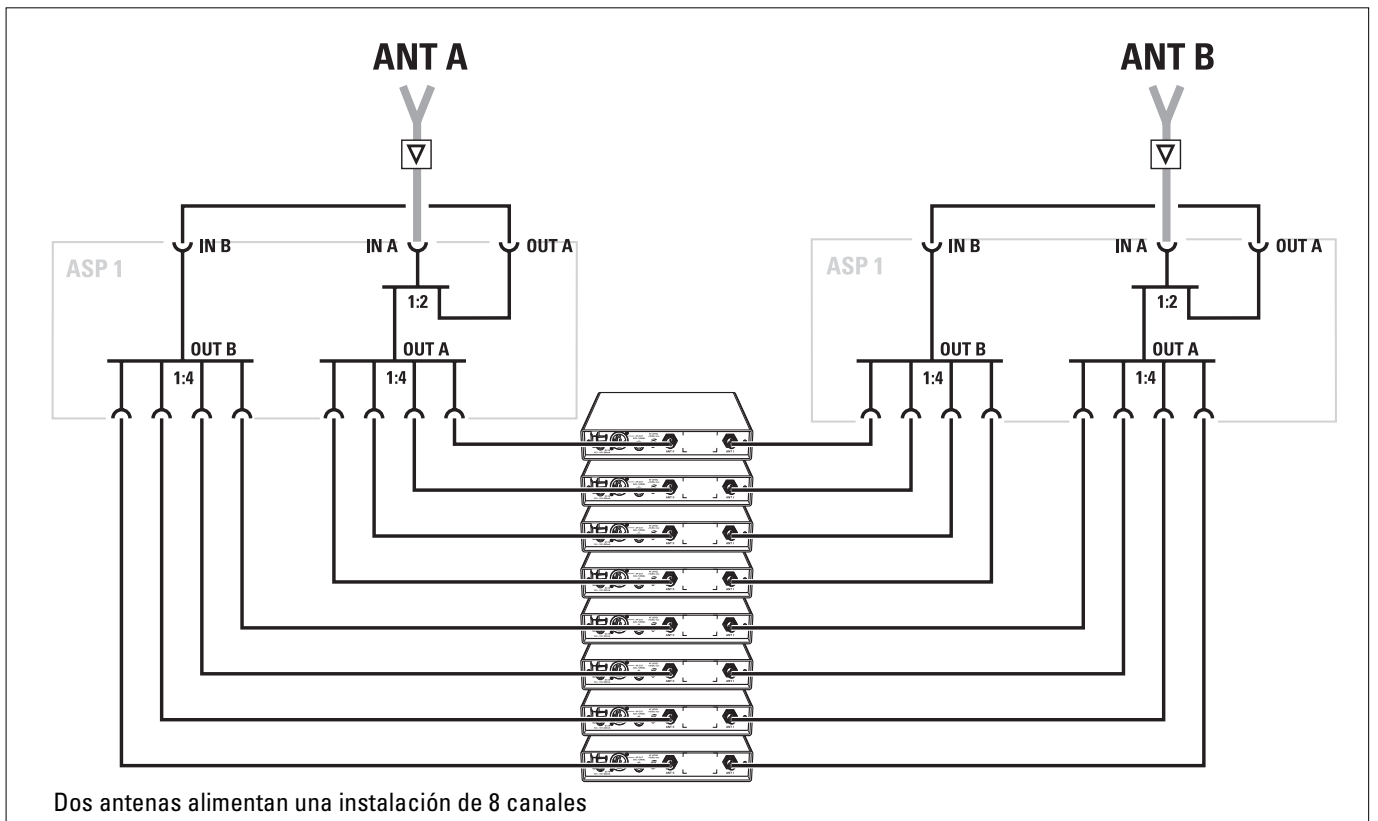 ANT A ANT B
IN B IN A OUT A IN B IN A OUT A
ASP 1 ASP 1
1:2 1:2
OUT B OUT A OUT B OUT A
1:4 1:4 1:4 1:4
Dos antenas alimentan una instalación de 8 canales